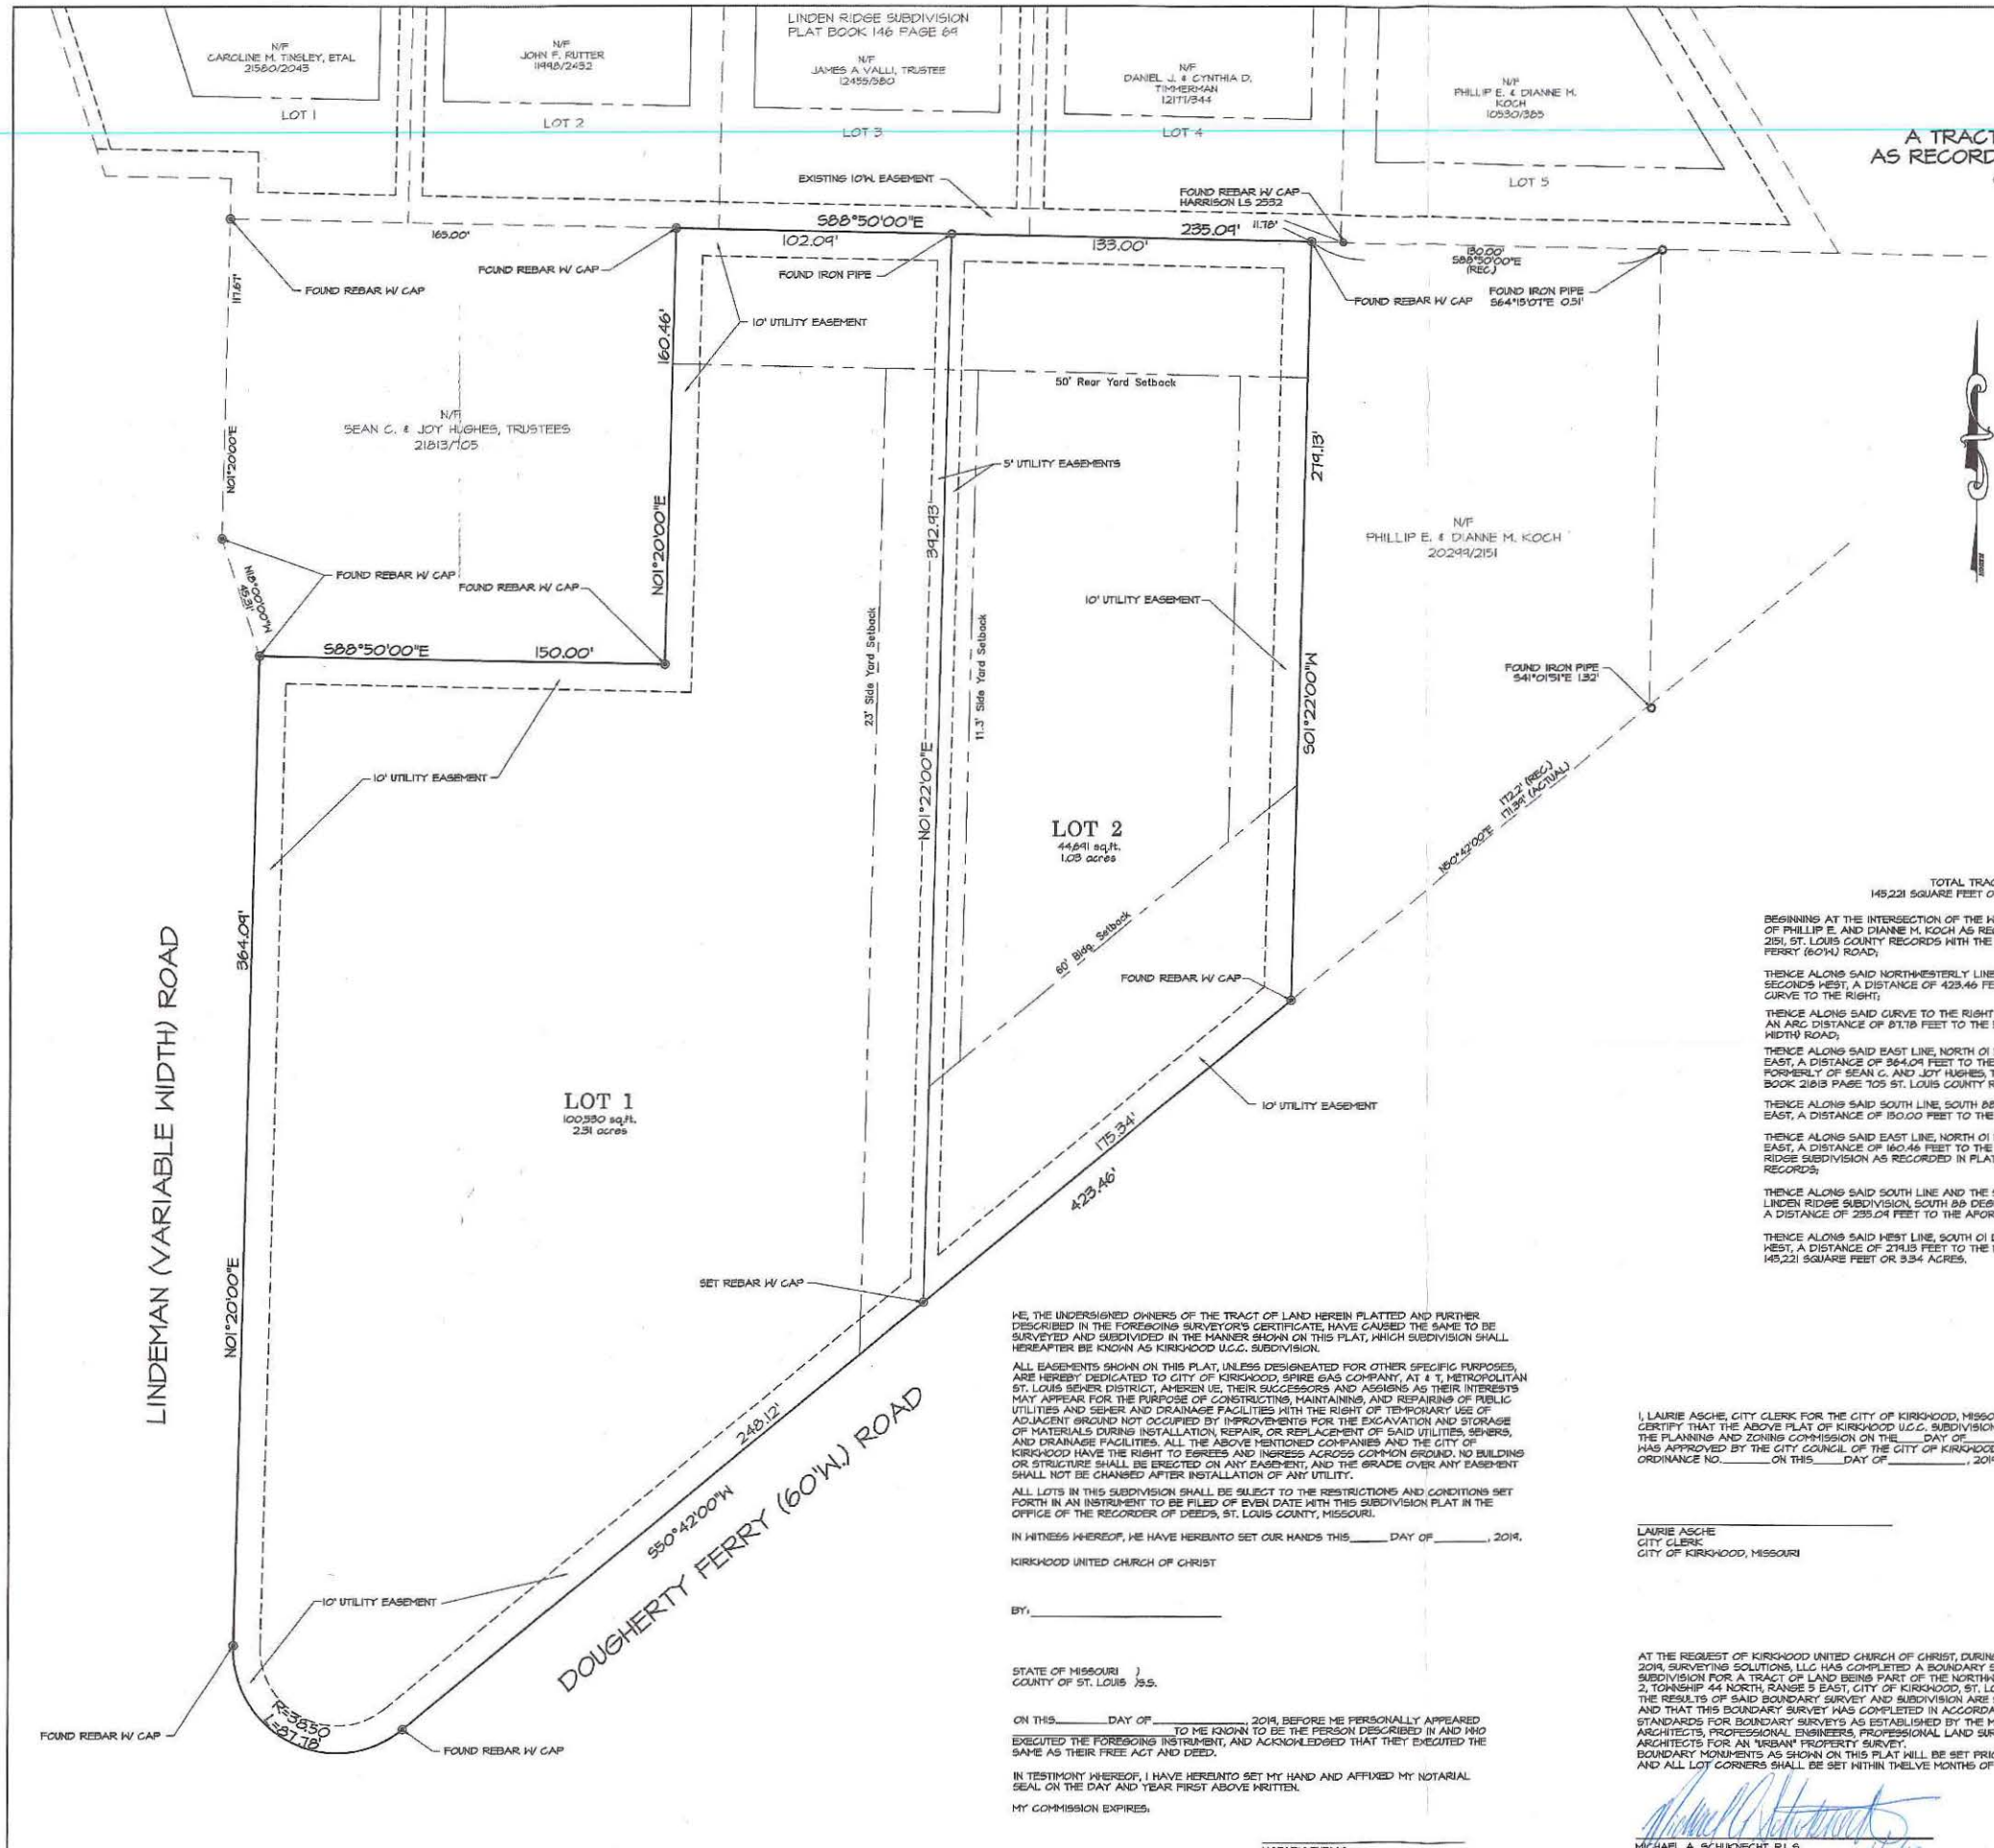 LINDEN RIDGE SUBDIVISION
PLAT BOOK 146 PAGE 69
N/F
CAROLINE M. TINSLEY, ETAL
21580/2043
LOT 1
N/F
JOHN F. RUTTER
11998/2432
LOT 2
N/F
JAMES A VALLI, TRUSTEE
12455/580
LOT 3
N/F
DANIEL J. & CYNTHIA D.
TIMMERMAN
12177/344
LOT 4
N/F
PHILLIP E. & DIANNE M.
KOCH
10530/385
LOT 5
A TRACT
AS RECORD
EXISTING 10'W. EASEMENT
FOUND REBAR W/ CAP
HARRISON LS 2532
S88°50'00"E
102.09'
133.00'
235.09'
11.78'
165.00'
FOUND REBAR W/ CAP
FOUND IRON PIPE
FOUND REBAR W/ CAP
S88°50'00"E
(REC.)
FOUND REBAR W/ CAP
FOUND IRON PIPE
S64°15'07"E 0.51'
117.67'
N01°20'00"E
160.46'
10' UTILITY EASEMENT
50' Rear Yard Setback
N/F
SEAN C. & JOY HUGHES, TRUSTEES
21813/705
279.13'
5' UTILITY EASEMENTS
392.93'
N/F
PHILLIP E. & DIANNE M. KOCH
20299/2151
N18°00'00"W
45.31'
FOUND REBAR W/ CAP
FOUND REBAR W/ CAP
N01°20'00"E
10' UTILITY EASEMENT
S88°50'00"E
150.00'
23' Side Yard Setback
11.3' Side Yard Setback
S01°22'00"W
FOUND IRON PIPE
S41°01'51"E 1.32'
10' UTILITY EASEMENT
N01°22'00"E
172.2' (REC.)
171.39' (ACTUAL)
N50°42'00"E
LOT 2
44,691 sq.ft.
1.03 acres
364.09'
60' Bldg. Setback
FOUND REBAR W/ CAP
LINDEMAN (VARIABLE WIDTH) ROAD
LOT 1
100,530 sq.ft.
2.31 acres
10' UTILITY EASEMENT
175.34'
423.46'
N01°20'00"E
SET REBAR W/ CAP
248.12'
S50°42'00"W
DOUGHERTY FERRY (60'W.) ROAD
10' UTILITY EASEMENT
R=38.50
L=87.78'
FOUND REBAR W/ CAP
FOUND REBAR W/ CAP
TOTAL TRAC
145,221 SQUARE FEET O
BEGINNING AT THE INTERSECTION OF THE W
OF PHILLIP E. AND DIANNE M. KOCH AS RE
2151, ST. LOUIS COUNTY RECORDS WITH THE
FERRY (60'W.) ROAD;
THENCE ALONG SAID NORTHWESTERLY LINE
SECONDS WEST, A DISTANCE OF 423.46 FE
CURVE TO THE RIGHT;
THENCE ALONG SAID CURVE TO THE RIGHT
AN ARC DISTANCE OF 87.78 FEET TO THE
WIDTH) ROAD;
THENCE ALONG SAID EAST LINE, NORTH 01
EAST, A DISTANCE OF 364.09 FEET TO THE
FORMERLY OF SEAN C. AND JOY HUGHES, T
BOOK 21813 PAGE 705 ST. LOUIS COUNTY R
THENCE ALONG SAID SOUTH LINE, SOUTH 88
EAST, A DISTANCE OF 150.00 FEET TO THE
THENCE ALONG SAID EAST LINE, NORTH 01
EAST, A DISTANCE OF 160.46 FEET TO THE
RIDGE SUBDIVISION AS RECORDED IN PLAT
RECORDS;
THENCE ALONG SAID SOUTH LINE AND THE S
LINDEN RIDGE SUBDIVISION, SOUTH 88 DEG
A DISTANCE OF 235.09 FEET TO THE AFOR
THENCE ALONG SAID WEST LINE, SOUTH 01 D
WEST, A DISTANCE OF 279.13 FEET TO THE
145,221 SQUARE FEET OR 3.34 ACRES.
WE, THE UNDERSIGNED OWNERS OF THE TRACT OF LAND HEREIN PLATTED AND FURTHER
DESCRIBED IN THE FOREGOING SURVEYOR'S CERTIFICATE, HAVE CAUSED THE SAME TO BE
SURVEYED AND SUBDIVIDED IN THE MANNER SHOWN ON THIS PLAT, WHICH SUBDIVISION SHALL
HEREAFTER BE KNOWN AS KIRKWOOD U.C.C. SUBDIVISION.
ALL EASEMENTS SHOWN ON THIS PLAT, UNLESS DESIGNEATED FOR OTHER SPECIFIC PURPOSES,
ARE HEREBY DEDICATED TO CITY OF KIRKWOOD, SPIRE GAS COMPANY, AT & T, METROPOLITAN
ST. LOUIS SEWER DISTRICT, AMEREN UE, THEIR SUCCESSORS AND ASSIGNS AS THEIR INTERESTS
MAY APPEAR FOR THE PURPOSE OF CONSTRUCTING, MAINTAINING, AND REPAIRING OF PUBLIC
UTILITIES AND SEWER AND DRAINAGE FACILITIES WITH THE RIGHT OF TEMPORARY USE OF
ADJACENT GROUND NOT OCCUPIED BY IMPROVEMENTS FOR THE EXCAVATION AND STORAGE
OF MATERIALS DURING INSTALLATION, REPAIR, OR REPLACEMENT OF SAID UTILITIES, SEWERS,
AND DRAINAGE FACILITIES. ALL THE ABOVE MENTIONED COMPANIES AND THE CITY OF
KIRKWOOD HAVE THE RIGHT TO EGREES AND INGRESS ACROSS COMMON GROUND. NO BUILDING
OR STRUCTURE SHALL BE ERECTED ON ANY EASEMENT, AND THE GRADE OVER ANY EASEMENT
SHALL NOT BE CHANGED AFTER INSTALLATION OF ANY UTILITY.
ALL LOTS IN THIS SUBDIVISION SHALL BE SUJECT TO THE RESTRICTIONS AND CONDITIONS SET
FORTH IN AN INSTRUMENT TO BE FILED OF EVEN DATE WITH THIS SUBDIVISION PLAT IN THE
OFFICE OF THE RECORDER OF DEEDS, ST. LOUIS COUNTY, MISSOURI.
IN WITNESS WHEREOF, WE HAVE HEREUNTO SET OUR HANDS THIS______ DAY OF________, 2019.
KIRKWOOD UNITED CHURCH OF CHRIST
BY:
STATE OF MISSOURI )
COUNTY OF ST. LOUIS )S.S.
ON THIS________DAY OF______________, 2019, BEFORE ME PERSONALLY APPEARED
TO ME KNOWN TO BE THE PERSON DESCRIBED IN AND WHO
EXECUTED THE FOREGOING INSTRUMENT, AND ACKNOWLEDGED THAT THEY EXECUTED THE
SAME AS THEIR FREE ACT AND DEED.
IN TESTIMONY WHEREOF, I HAVE HEREUNTO SET MY HAND AND AFFIXED MY NOTARIAL
SEAL ON THE DAY AND YEAR FIRST ABOVE WRITTEN.
MY COMMISSION EXPIRES:
I, LAURIE ASCHE, CITY CLERK FOR THE CITY OF KIRKWOOD, MISSO
CERTIFY THAT THE ABOVE PLAT OF KIRKWOOD U.C.C. SUBDIVISION
THE PLANNING AND ZONING COMMISSION ON THE____DAY OF
WAS APPROVED BY THE CITY COUNCIL OF THE CITY OF KIRKWOOD
ORDINANCE NO.________ON THIS_____DAY OF____________, 2019
LAURIE ASCHE
CITY CLERK
CITY OF KIRKWOOD, MISSOURI
AT THE REQUEST OF KIRKWOOD UNITED CHURCH OF CHRIST, DURING
2019, SURVEYING SOLUTIONS, LLC HAS COMPLETED A BOUNDARY S
SUBDIVISION FOR A TRACT OF LAND BEING PART OF THE NORTHW
2, TOWNSHIP 44 NORTH, RANGE 5 EAST, CITY OF KIRKWOOD, ST. LO
THE RESULTS OF SAID BOUNDARY SURVEY AND SUBDIVISION ARE
AND THAT THIS BOUNDARY SURVEY WAS COMPLETED IN ACCORDA
STANDARDS FOR BOUNDARY SURVEYS AS ESTABLISHED BY THE M
ARCHITECTS, PROFESSIONAL ENGINEERS, PROFESSIONAL LAND SUR
ARCHITECTS FOR AN "URBAN" PROPERTY SURVEY.
BOUNDARY MONUMENTS AS SHOWN ON THIS PLAT WILL BE SET PRIO
AND ALL LOT CORNERS SHALL BE SET WITHIN TWELVE MONTHS OF
MICHAEL A. SCHUKNECHT, P.L.S.